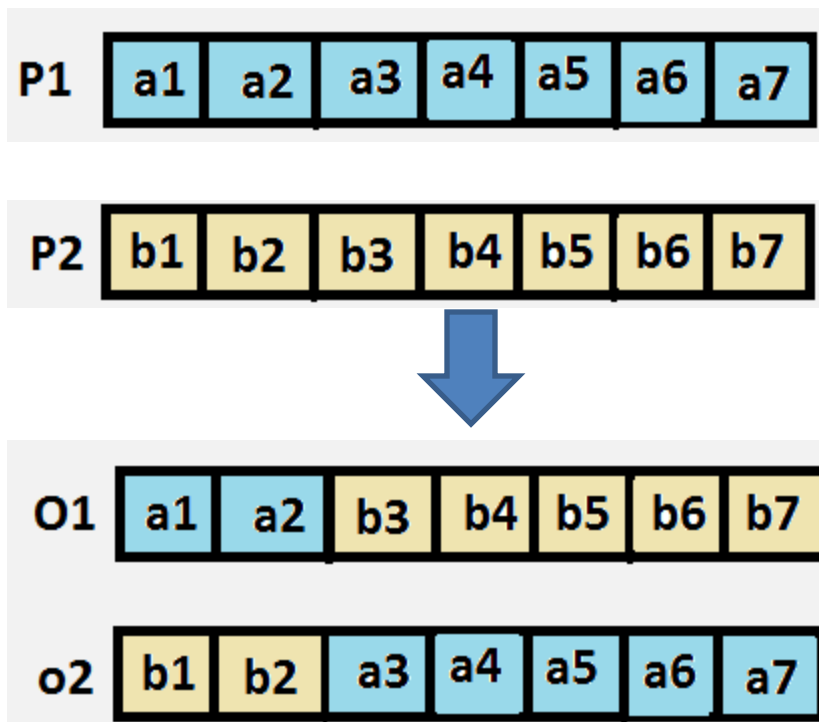 P1 a1 a2 a3 a4 a5 a6 a7
P2 b1 b2 b3 b4 b5 b6 b7
O1 a1 a2 b3 b4 b5 b6 b7
o2 b1 b2 a3 a4 a5 a6 a7